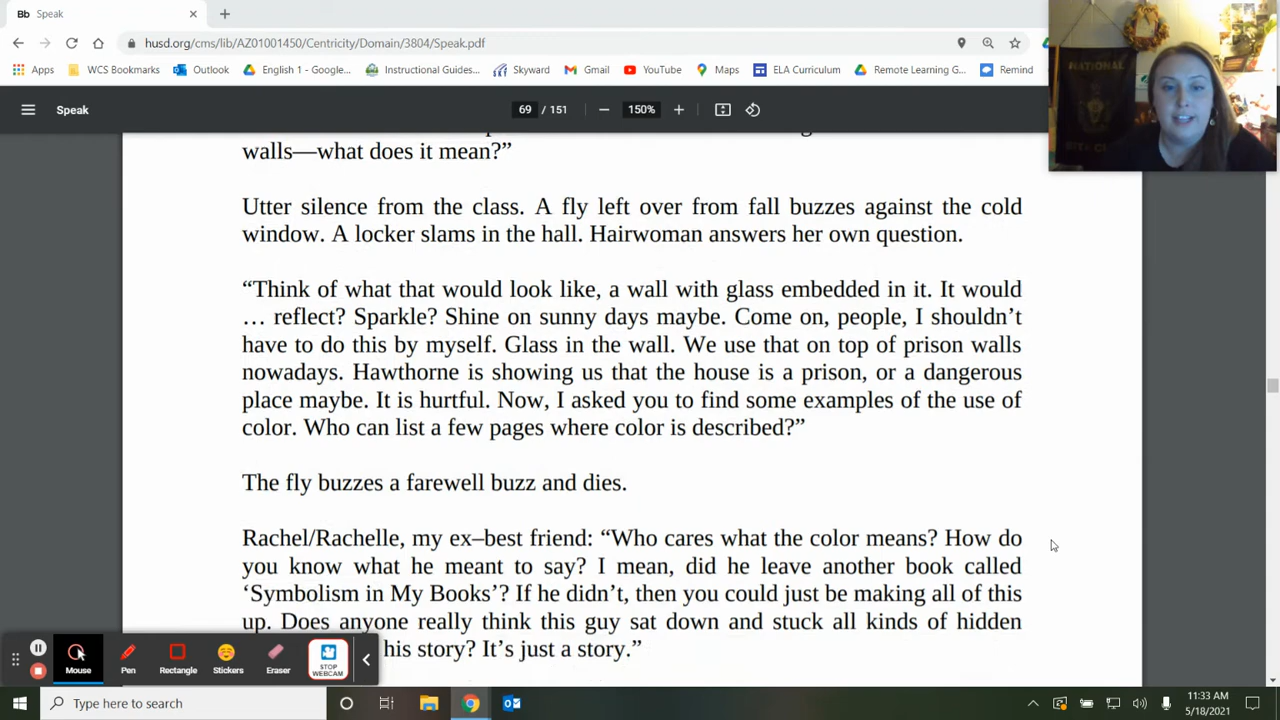 Bb Speak
husd.org/cms/lib/AZ01001450/Centricity/Domain/3804/Speak.pdf
Apps WCS Bookmarks Outlook English 1 - Google... Instructional Guides... Skyward Gmail YouTube Maps ELA Curriculum Remote Learning G... Remind
NATIONAL
Speak 69 / 151 150%
walls—what does it mean?”
Utter silence from the class. A fly left over from fall buzzes against the cold
window. A locker slams in the hall. Hairwoman answers her own question.
“Think of what that would look like, a wall with glass embedded in it. It would
… reflect? Sparkle? Shine on sunny days maybe. Come on, people, I shouldn’t
have to do this by myself. Glass in the wall. We use that on top of prison walls
nowadays. Hawthorne is showing us that the house is a prison, or a dangerous
place maybe. It is hurtful. Now, I asked you to find some examples of the use of
color. Who can list a few pages where color is described?”
The fly buzzes a farewell buzz and dies.
Rachel/Rachelle, my ex–best friend: “Who cares what the color means? How do
you know what he meant to say? I mean, did he leave another book called
‘Symbolism in My Books’? If he didn’t, then you could just be making all of this
up. Does anyone really think this guy sat down and stuck all kinds of hidden
his story? It’s just a story.”
Mouse Pen Rectangle Stickers Eraser STOP WEBCAM
Type here to search
11:33 AM
5/18/2021